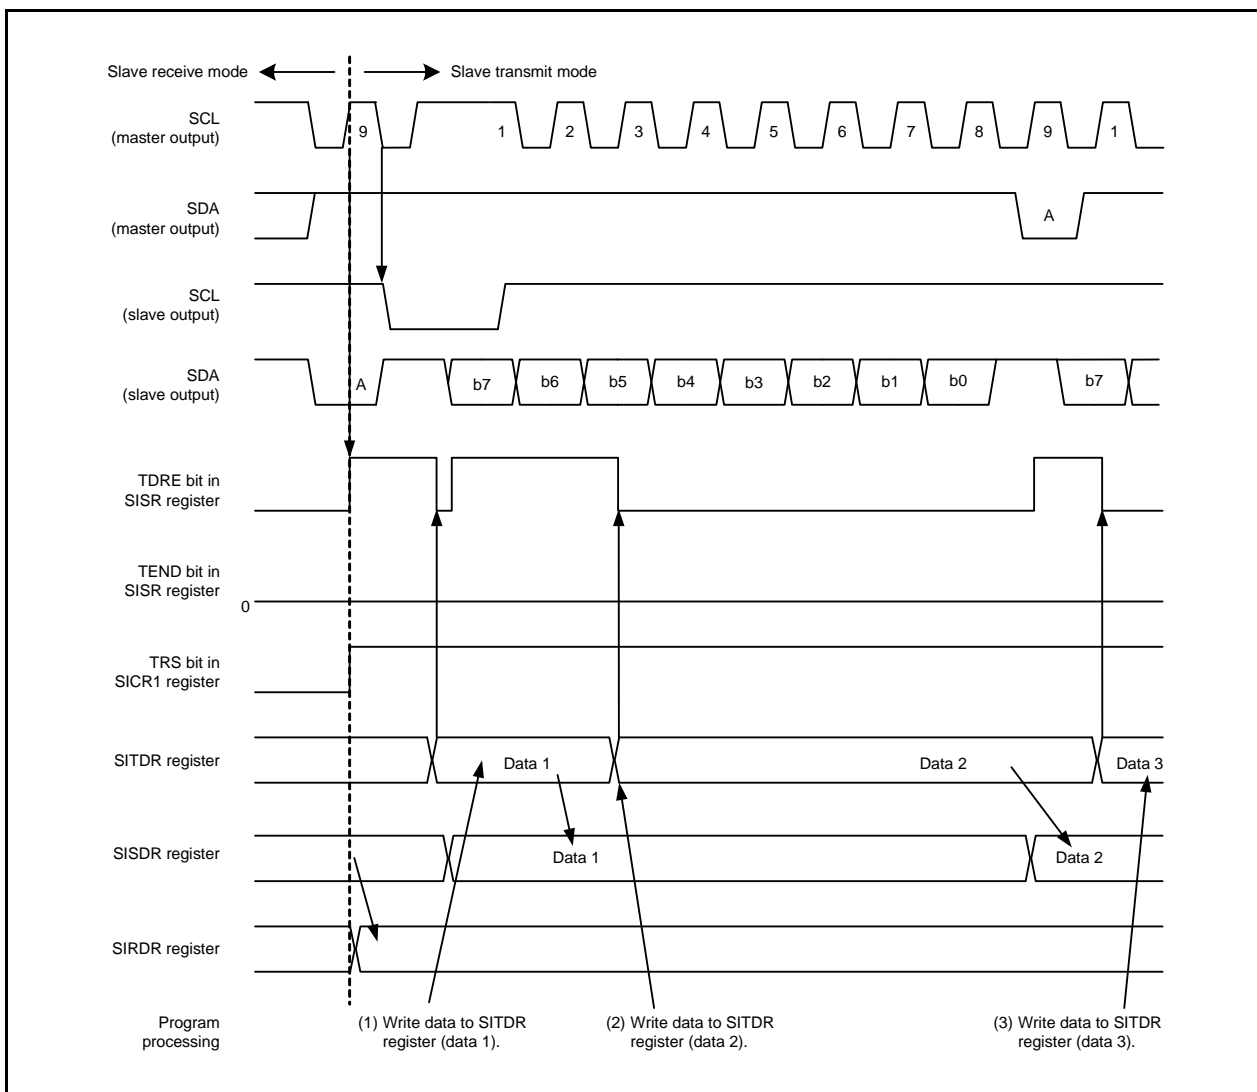 Slave receive mode
Slave transmit mode
SCL
(master output)
9
1
2
3
4
5
6
7
8
9
1
SDA
(master output)
A
SCL
(slave output)
SDA
(slave output)
A
b7
b6
b5
b4
b3
b2
b1
b0
b7
TDRE bit in
SISR register
TEND bit in
SISR register
0
TRS bit in
SICR1 register
SITDR register
Data 1
Data 2
Data 3
SISDR register
Data 1
Data 2
SIRDR register
Program
processing
(1) Write data to SITDR
register (data 1).
(2) Write data to SITDR
register (data 2).
(3) Write data to SITDR
register (data 3).